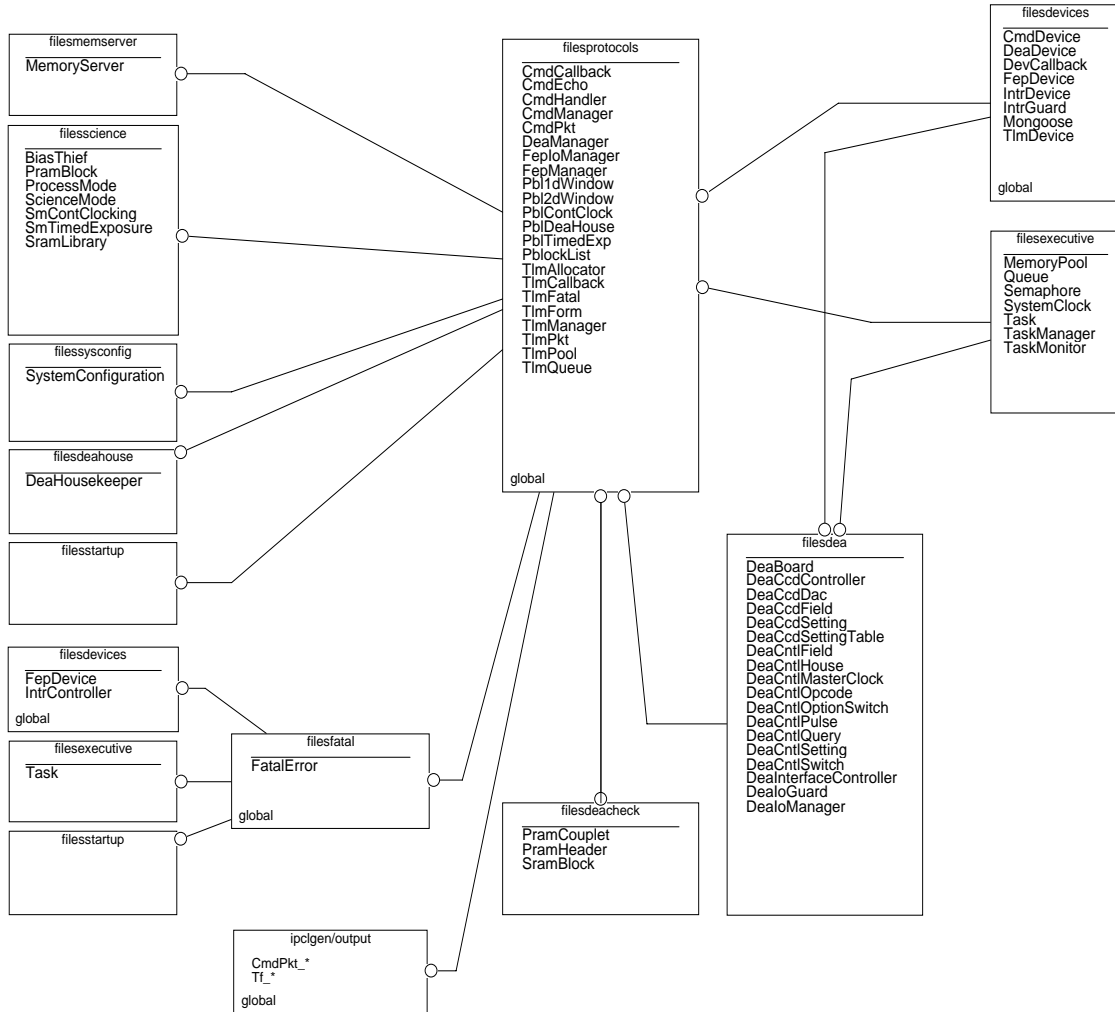 filesmemserver
MemoryServer
filesscience
BiasThief
PramBlock
ProcessMode
ScienceMode
SmContClocking
SmTimedExposure
SramLibrary
filessysconfig
SystemConfiguration
filesdeahouse
DeaHousekeeper
filesstartup
filesdevices
FepDevice
IntrController
global
filesexecutive
Task
filesstartup
filesfatal
FatalError
global
ipclgen/output
CmdPkt_*
Tf_*
global
filesprotocols
CmdCallback
CmdEcho
CmdHandler
CmdManager
CmdPkt
DeaManager
FepIoManager
FepManager
Pbl1dWindow
Pbl2dWindow
PblContClock
PblDeaHouse
PblTimedExp
PblockList
TlmAllocator
TlmCallback
TlmFatal
TlmForm
TlmManager
TlmPkt
TlmPool
TlmQueue
global
filesdeacheck
PramCouplet
PramHeader
SramBlock
filesdevices
CmdDevice
DeaDevice
DevCallback
FepDevice
IntrDevice
IntrGuard
Mongoose
TlmDevice
global
filesexecutive
MemoryPool
Queue
Semaphore
SystemClock
Task
TaskManager
TaskMonitor
filesdea
DeaBoard
DeaCcdController
DeaCcdDac
DeaCcdField
DeaCcdSetting
DeaCcdSettingTable
DeaCntlField
DeaCntlHouse
DeaCntlMasterClock
DeaCntlOpcode
DeaCntlOptionSwitch
DeaCntlPulse
DeaCntlQuery
DeaCntlSetting
DeaCntlSwitch
DeaInterfaceController
DeaIoGuard
DeaIoManager